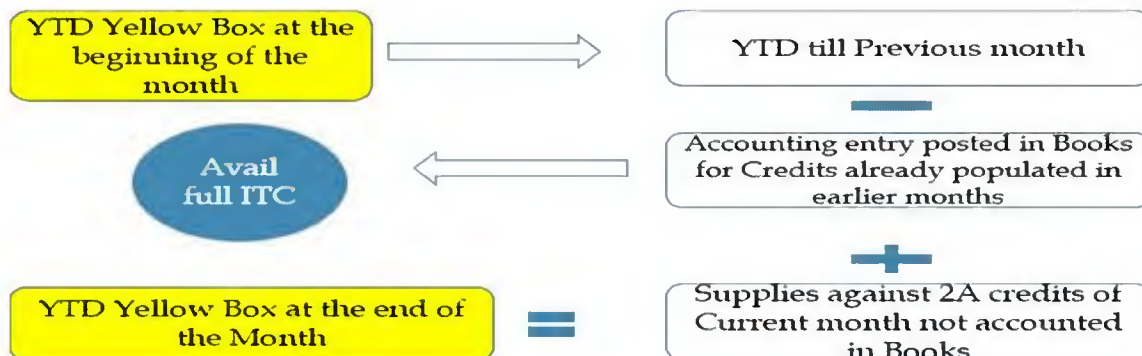 YTD Yellow Box at the
beginning of the
month
YTD till Previous month
Avail
full ITC
Accounting entry posted in Books
for Credits already populated in
earlier months
YTD Yellow Box at the end of
the Month
Supplies against 2A credits of
Current month not accounted
in Books